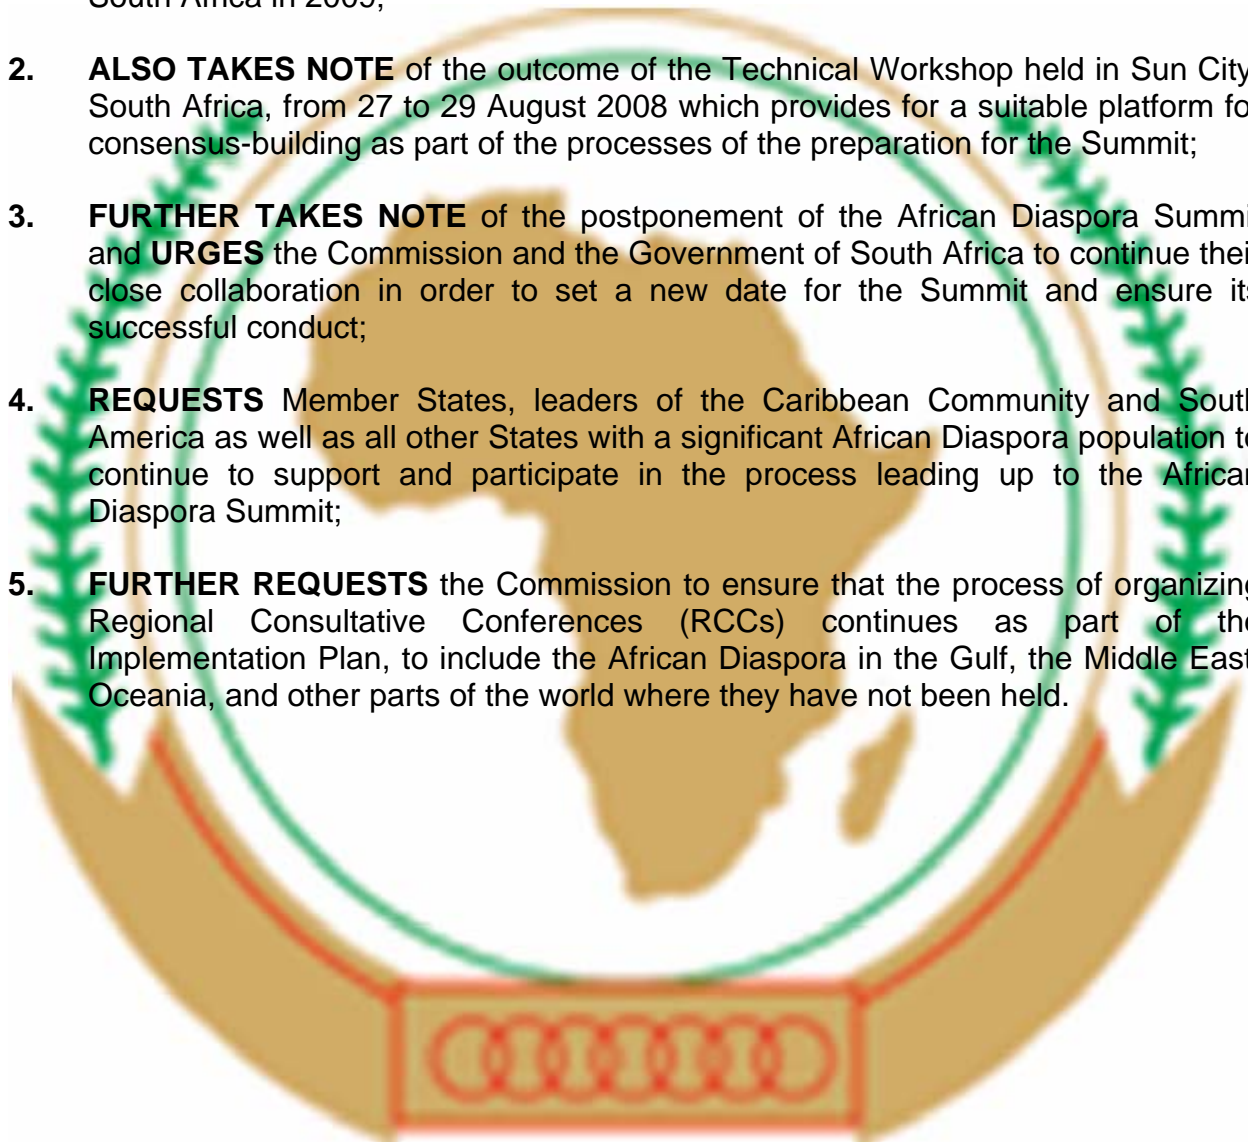 South Africa in 2009;
2. ALSO TAKES NOTE of the outcome of the Technical Workshop held in Sun City
South Africa, from 27 to 29 August 2008 which provides for a suitable platform fo
consensus-building as part of the processes of the preparation for the Summit;
3. FURTHER TAKES NOTE of the postponement of the African Diaspora Summi
and URGES the Commission and the Government of South Africa to continue thei
close collaboration in order to set a new date for the Summit and ensure its
successful conduct;
4. REQUESTS Member States, leaders of the Caribbean Community and South
America as well as all other States with a significant African Diaspora population to
continue to support and participate in the process leading up to the African
Diaspora Summit;
5. FURTHER REQUESTS the Commission to ensure that the process of organizing
Regional Consultative Conferences (RCCs) continues as part of the
Implementation Plan, to include the African Diaspora in the Gulf, the Middle East
Oceania, and other parts of the world where they have not been held.